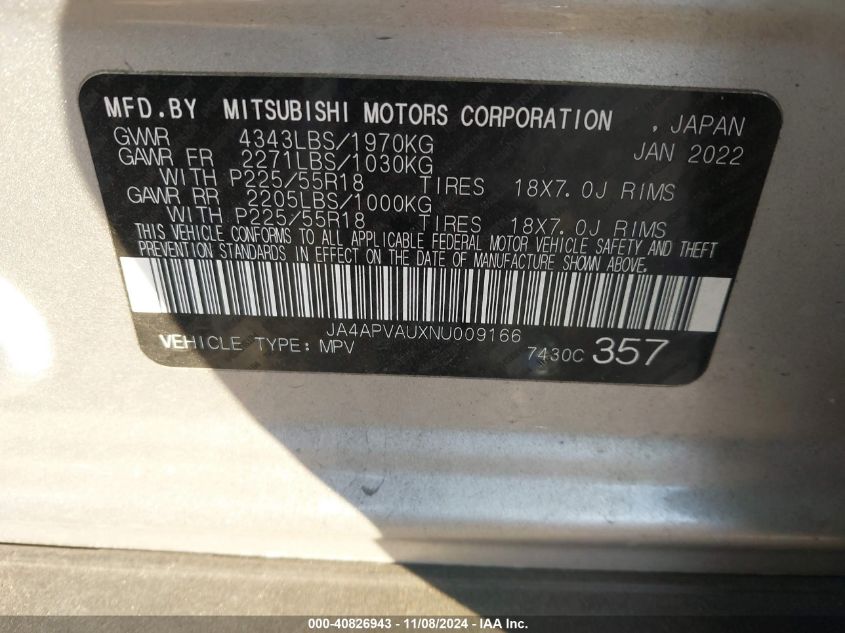 MFD.BY MITSUBISHI MOTORS CORPORATION , JAPAN
GVWR 4343LBS/1970KG JAN 2022
GAWR FR 2271LBS/1030KG
WITH P225/55R18 TIRES 18X7.0J RIMS
GAWR RR 2205LBS/1000KG
WITH P225/55R18 TIRES 18X7.0J RIMS
THIS VEHICLE CONFORMS TO ALL APPLICABLE FEDERAL MOTOR VEHICLE SAFETY AND THEFT
PREVENTION STANDARDS IN EFFECT ON THE DATE OF MANUFACTURE SHOWN ABOVE.
JA4APVAUXNU009166
VEHICLE TYPE: MPV 7430C 357
000-40826943 - 11/08/2024 - IAA Inc.